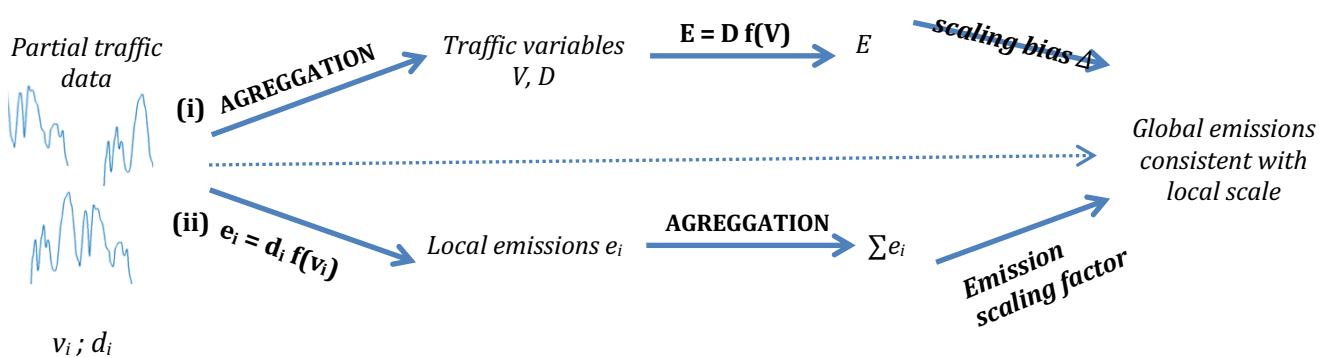 Partial traffic
data
(i)
AGREGGATION
Traffic variables
V, D
E = D f(V)
E
scaling bias Δ
Global emissions
consistent with
local scale
(ii)
eᵢ = dᵢ f(vᵢ)
Local emissions eᵢ
AGREGGATION
∑eᵢ
Emission
scaling factor
vᵢ ; dᵢ